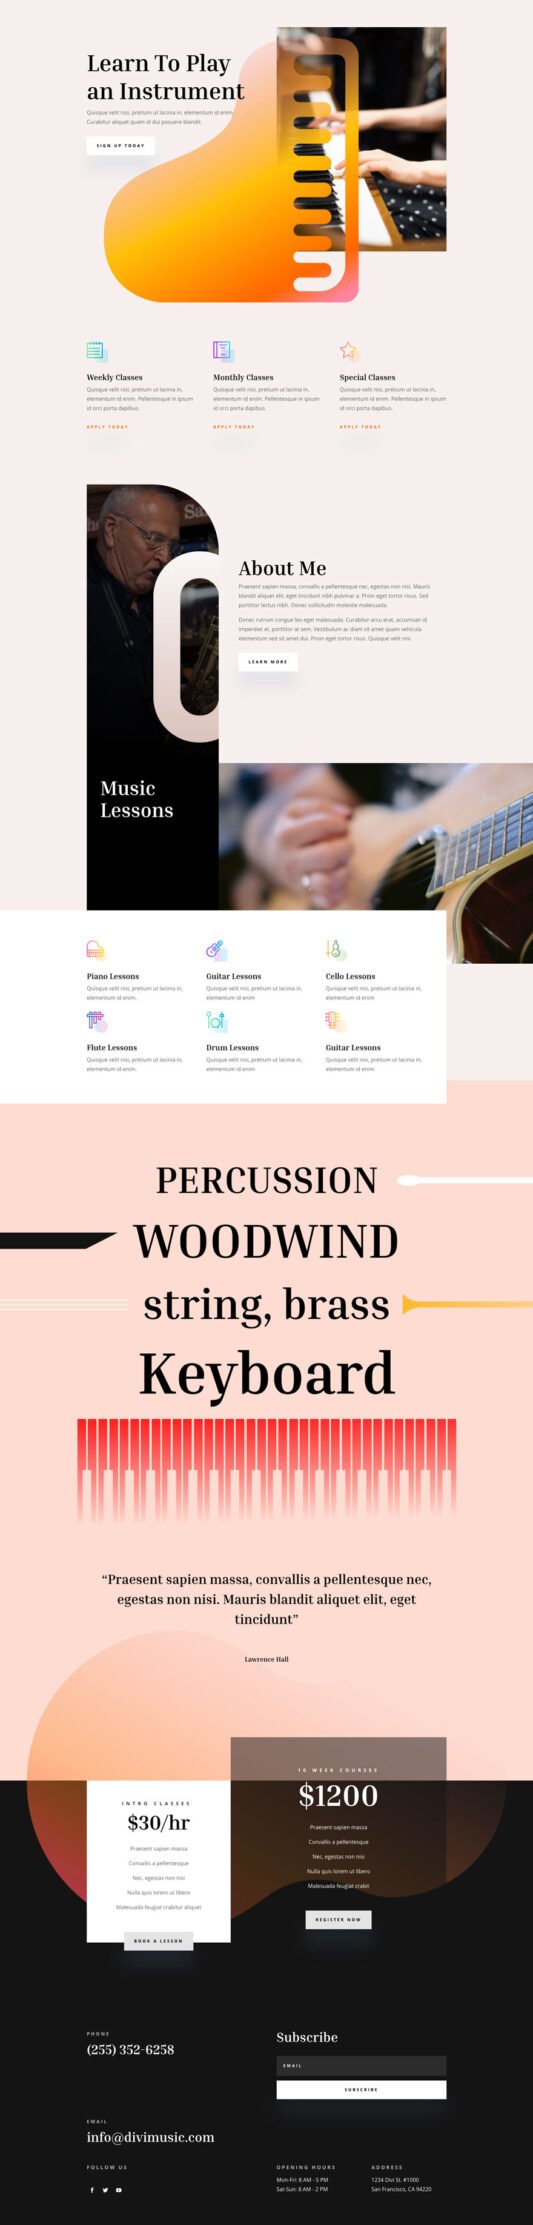 Learn To Play
an Instrument
Quisque velit nisi, pretium ut lacinia in, elementum id enim.
Curabitur aliquet quam id dui posuere blandit.
SIGN UP TODAY
Weekly Classes
Quisque velit nisi, pretium ut lacinia in,
elementum id enim. Pellentesque in ipsum
id orci porta dapibus.
APPLY TODAY
Monthly Classes
Quisque velit nisi, pretium ut lacinia in,
elementum id enim. Pellentesque in ipsum
id orci porta dapibus.
APPLY TODAY
Special Classes
Quisque velit nisi, pretium ut lacinia in,
elementum id enim. Pellentesque in ipsum
id orci porta dapibus.
APPLY TODAY
About Me
Praesent sapien massa, convallis a pellentesque nec, egestas non nisi. Mauris
blandit aliquet elit, eget tincidunt nibh pulvinar a. Proin eget tortor risus. Sed
porttitor lectus nibh. Donec sollicitudin molestie malesuada.
Donec rutrum congue leo eget malesuada. Curabitur arcu erat, accumsan id
imperdiet et, porttitor at sem. Vestibulum ac diam sit amet quam vehicula
elementum sed sit amet dui. Proin eget tortor risus. Quisque velit nisi
LEARN MORE
Music
Lessons
Piano Lessons
Quisque velit nisi, pretium ut lacinia in,
elementum id enim.
Guitar Lessons
Quisque velit nisi, pretium ut lacinia in,
elementum id enim
Cello Lessons
Quisque velit nisi, pretium ut lacinia in,
elementum id enim
Flute Lessons
Quisque velit nisi, pretium ut lacinia in,
elementum id enim.
Drum Lessons
Quisque velit nisi, pretium ut lacinia in,
elementum id enim
Guitar Lessons
Quisque velit nisi, pretium ut lacinia in,
elementum id enim
PERCUSSION
WOODWIND
string, brass
Keyboard
“Praesent sapien massa, convallis a pellentesque nec,
egestas non nisi. Mauris blandit aliquet elit, eget
tincidunt”
Lawrence Hall
INTRO CLASSES
$30/hr
Praesent sapien massa
Convallis a pellentesque
Nec, egestas non nisi
Nulla quis lorem ut libero
Malesuada feugiat crabitur aliquet
BOOK A LESSON
10 WEEK COURSES
$1200
Praesent sapien massa
Convallis a pellentesque
Nec, egestas non nisi
Nulla quis lorem ut libero
Malesuada feugiat crabit
REGISTER NOW
PHONE
(255) 352-6258
EMAIL
info@divimusic.com
FOLLOW US
Subscribe
EMAIL
SUBSCRIBE
OPENING HOURS
Mon-Fri: 8 AM - 5 PM
Sat-Sun: 8 AM - 2 PM
ADDRESS
1234 Divi St. #1000
San Francisco, CA 94220